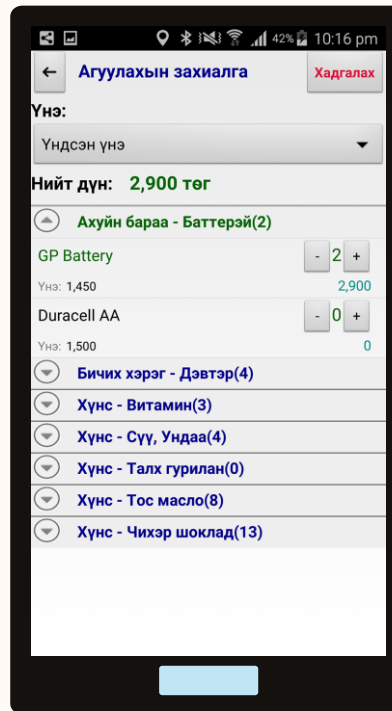 42% 10:16 pm
Агуулахын захиалга Хадгалах
Үнэ:
Үндсэн үнэ
Нийт дүн: 2,900 төг
Ахуйн бараа - Баттерэй(2)
GP Battery - 2 +
Үнэ: 1,450 2,900
Duracell AA - 0 +
Үнэ: 1,500 0
Бичих хэрэг - Дэвтэр(4)
Хүнс - Витамин(3)
Хүнс - Сүү, Ундаа(4)
Хүнс - Талх гурилан(0)
Хүнс - Тос масло(8)
Хүнс - Чихэр шоклад(13)